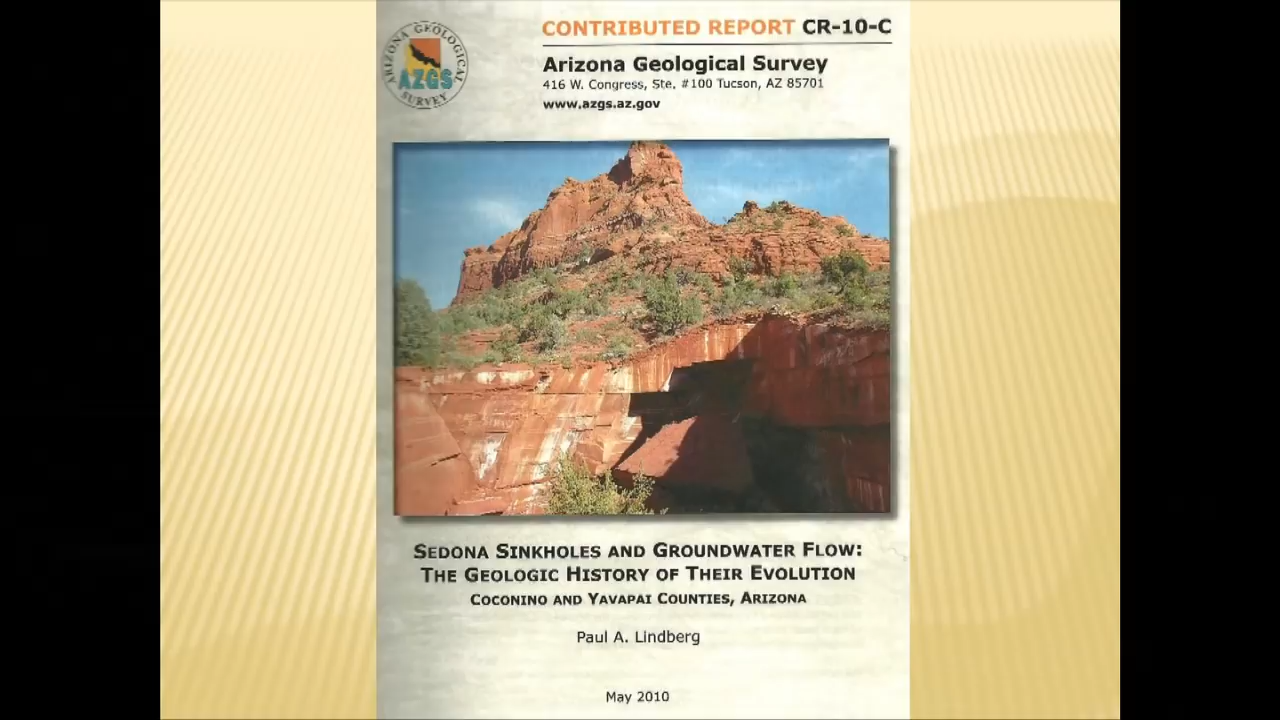 CONTRIBUTED REPORT CR-10-C
ARIZONA GEOLOGICAL
AZGS
SURVEY
Arizona Geological Survey
416 W. Congress, Ste. #100 Tucson, AZ 85701
www.azgs.az.gov
SEDONA SINKHOLES AND GROUNDWATER FLOW:
THE GEOLOGIC HISTORY OF THEIR EVOLUTION
COCONINO AND YAVAPAI COUNTIES, ARIZONA
Paul A. Lindberg
May 2010